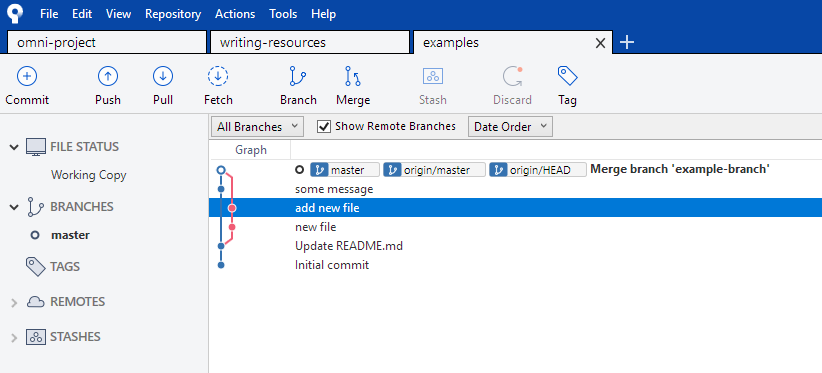 File Edit View Repository Actions Tools Help
omni-project writing-resources examples
Commit Push Pull Fetch Branch Merge Stash Discard Tag
All Branches Show Remote Branches Date Order
FILE STATUS
Working Copy
BRANCHES
master
TAGS
REMOTES
STASHES
Graph
master origin/master origin/HEAD Merge branch 'example-branch'
some message
add new file
new file
Update README.md
Initial commit